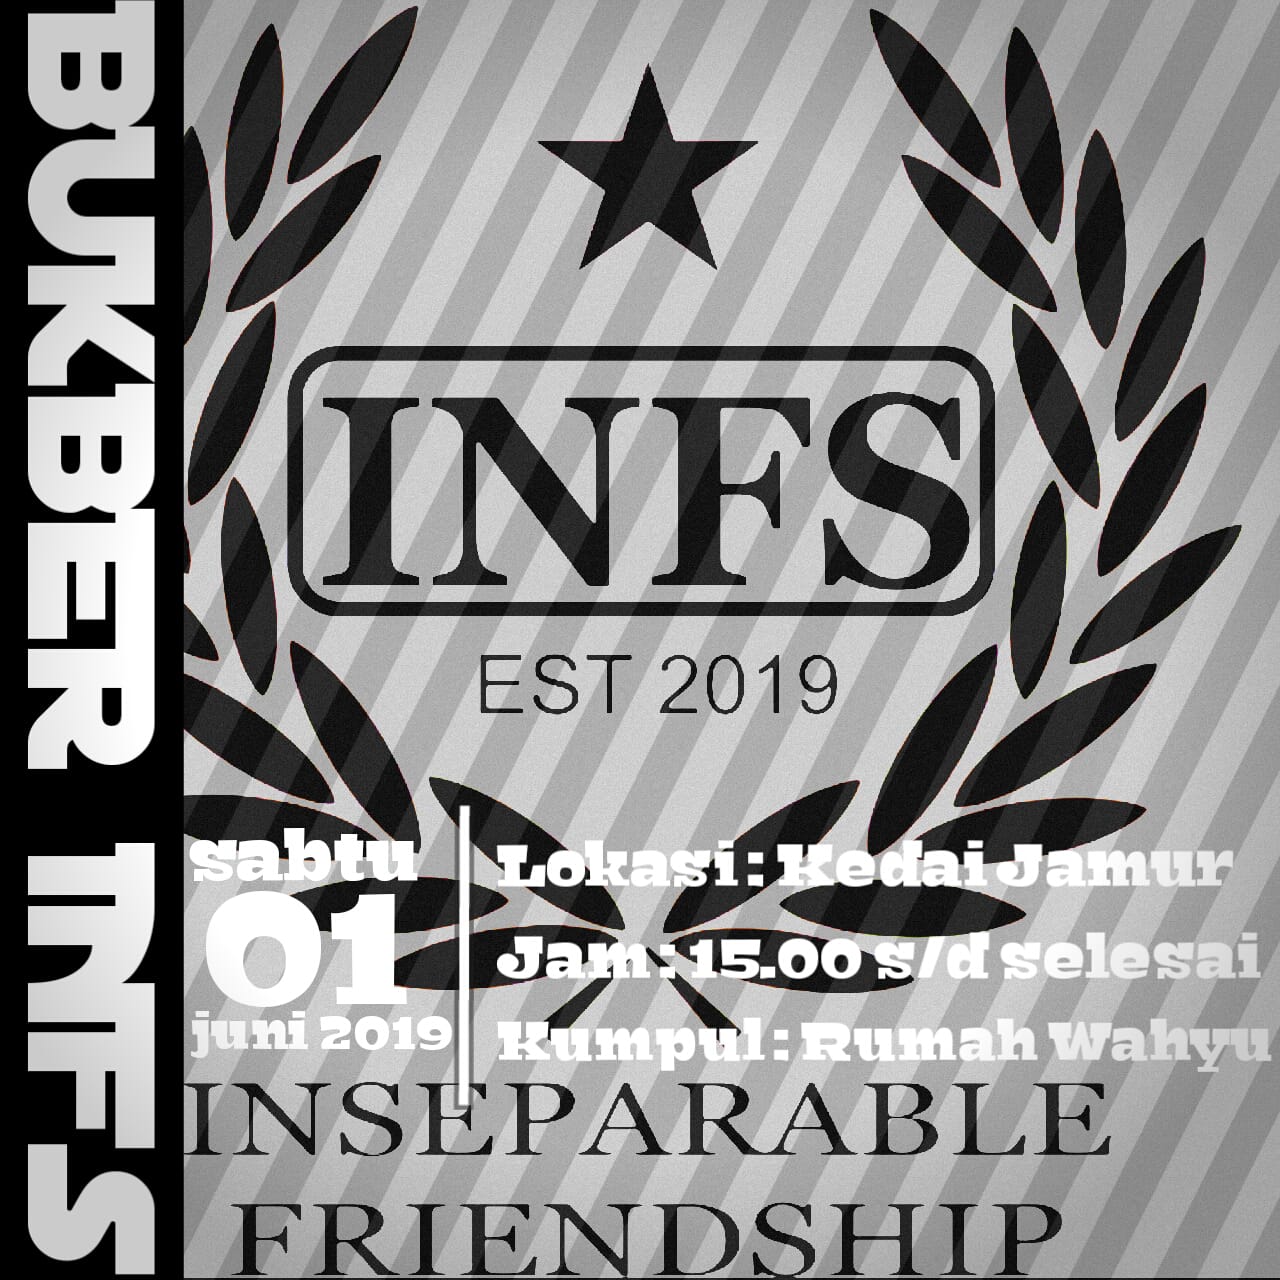 BUKBER INFS
INFS
EST 2019
sabtu
01
juni 2019
Lokasi : Kedai Jamur
Jam : 15.00 s/d selesai
Kumpul : Rumah Wahyu
INSEPARABLE
FRIENDSHIP